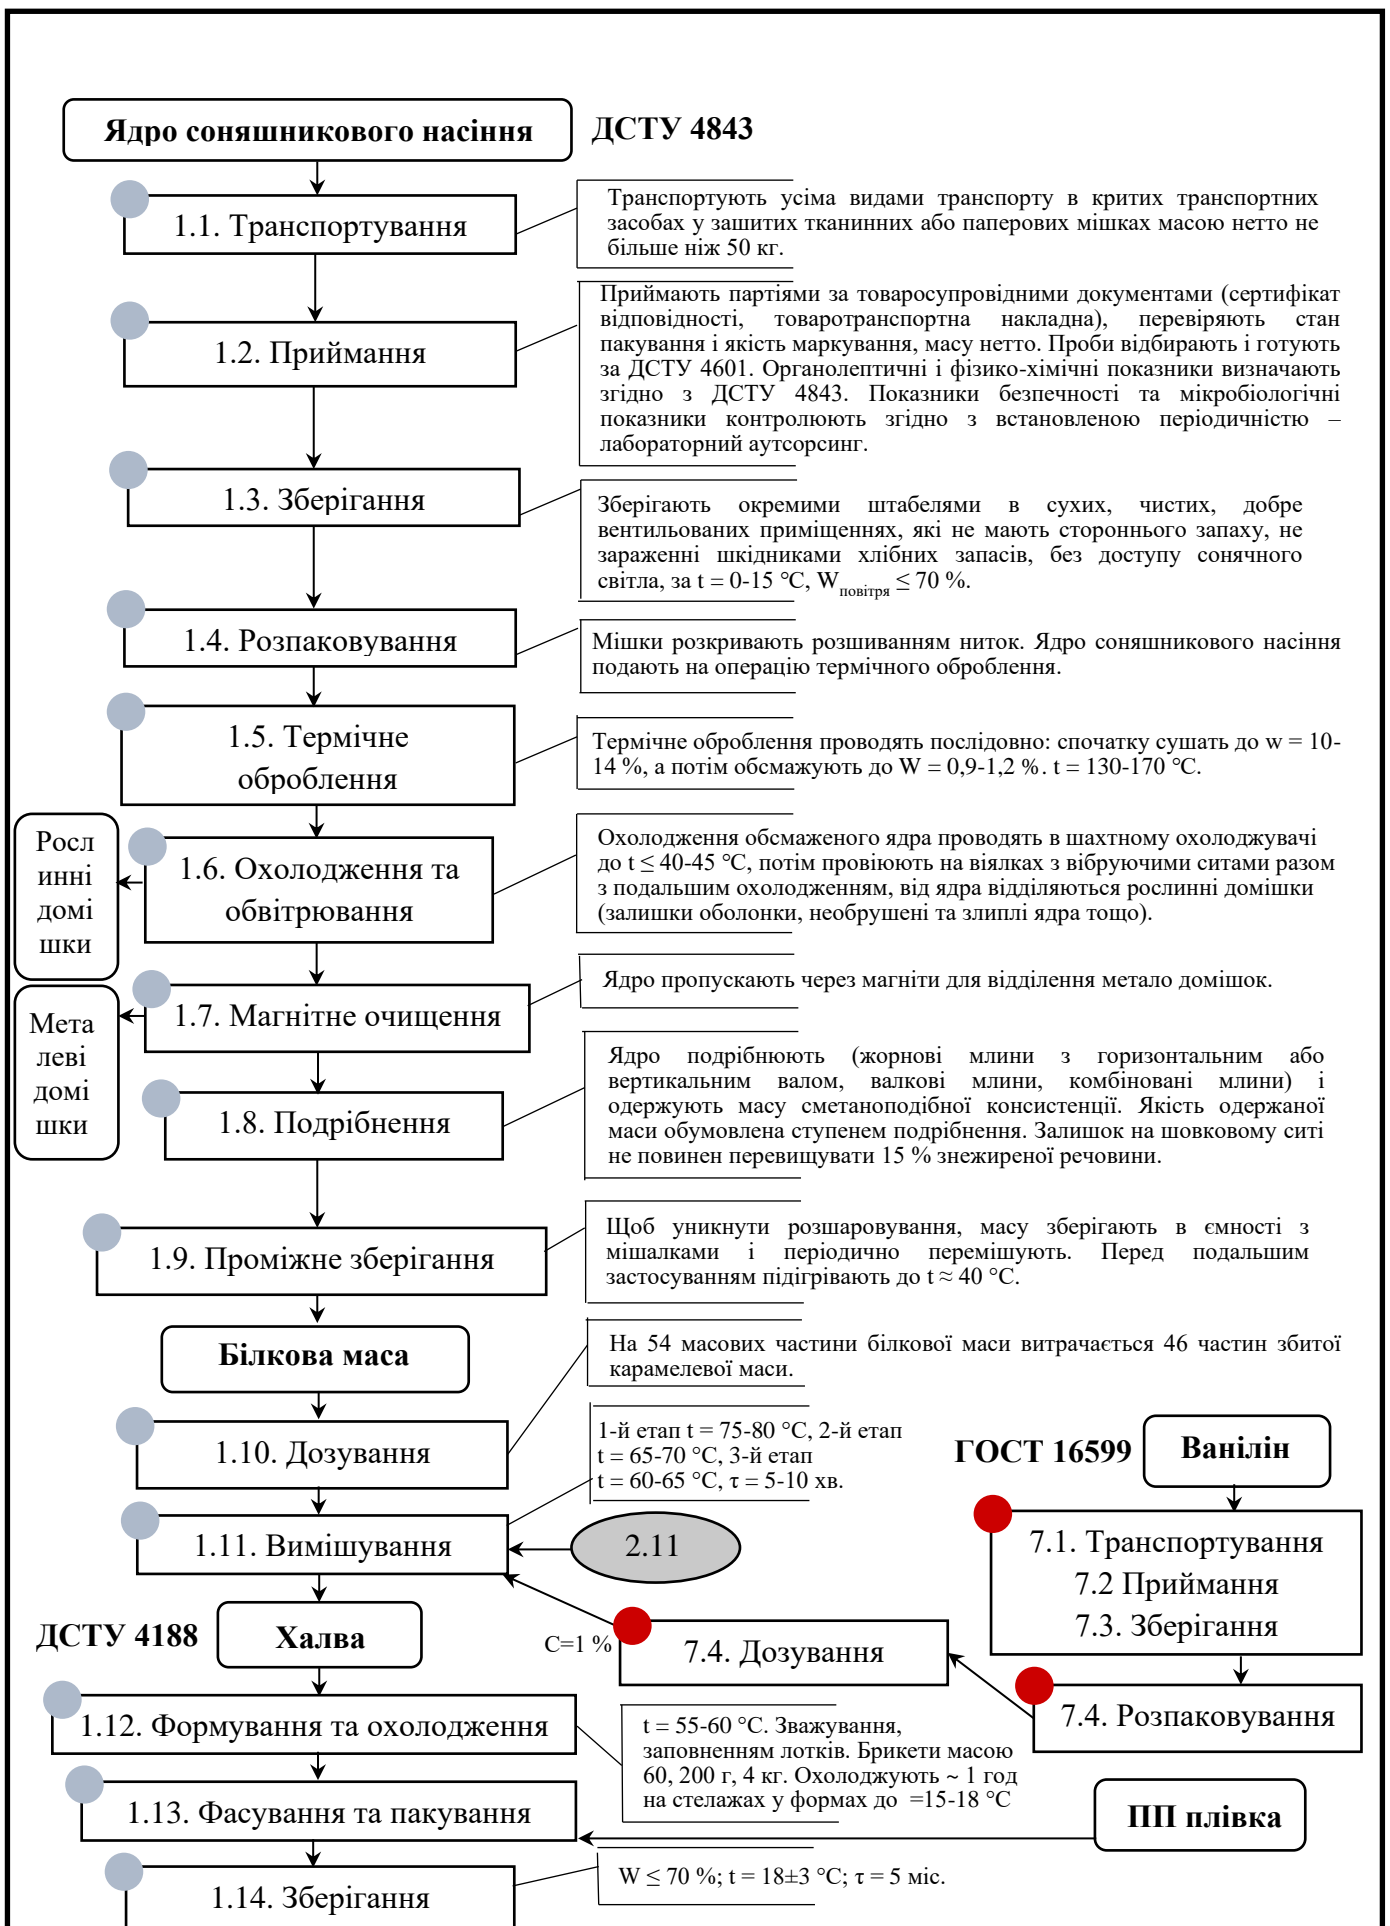 Ядро соняшникового насіння
ДСТУ 4843
1.1. Транспортування
Транспортують усіма видами транспорту в критих транспортних
засобах у зашитих тканинних або паперових мішках масою нетто не
більше ніж 50 кг.
1.2. Приймання
Приймають партіями за товаросупровідними документами (сертифікат
відповідності, товаротранспортна накладна), перевіряють стан
пакування і якість маркування, масу нетто. Проби відбирають і готують
за ДСТУ 4601. Органолептичні і фізико-хімічні показники визначають
згідно з ДСТУ 4843. Показники безпечності та мікробіологічні
показники контролюють згідно з встановленою періодичністю –
лабораторний аутсорсинг.
1.3. Зберігання
Зберігають окремими штабелями в сухих, чистих, добре
вентильованих приміщеннях, які не мають стороннього запаху, не
зараженні шкідниками хлібних запасів, без доступу сонячного
світла, за t = 0-15 °C, Wповітря ≤ 70 %.
1.4. Розпаковування
Мішки розкривають розшиванням ниток. Ядро соняшникового насіння
подають на операцію термічного оброблення.
1.5. Термічне
оброблення
Термічне оброблення проводять послідовно: спочатку сушать до w = 10-
14 %, а потім обсмажують до W = 0,9-1,2 %. t = 130-170 °C.
Росл
инні
домі
шки
1.6. Охолодження та
обвітрювання
Охолодження обсмаженого ядра проводять в шахтному охолоджувачі
до t ≤ 40-45 °C, потім провіюють на віялках з вібруючими ситами разом
з подальшим охолодженням, від ядра відділяються рослинні домішки
(залишки оболонки, необрушені та злиплі ядра тощо).
Мета
леві
домі
шки
1.7. Магнітне очищення
Ядро пропускають через магніти для відділення метало домішок.
1.8. Подрібнення
Ядро подрібнюють (жорнові млини з горизонтальним або
вертикальним валом, валкові млини, комбіновані млини) і
одержують масу сметаноподібної консистенції. Якість одержаної
маси обумовлена ступенем подрібнення. Залишок на шовковому ситі
не повинен перевищувати 15 % знежиреної речовини.
1.9. Проміжне зберігання
Щоб уникнути розшаровування, масу зберігають в ємності з
мішалками і періодично перемішують. Перед подальшим
застосуванням підігрівають до t ≈ 40 °C.
Білкова маса
На 54 масових частини білкової маси витрачається 46 частин збитої
карамелевої маси.
1.10. Дозування
1-й етап t = 75-80 °C, 2-й етап
t = 65-70 °C, 3-й етап
t = 60-65 °C, τ = 5-10 хв.
ГОСТ 16599
Ванілін
1.11. Вимішування
2.11
7.1. Транспортування
7.2 Приймання
7.3. Зберігання
ДСТУ 4188
Халва
C=1 %
7.4. Дозування
7.4. Розпаковування
1.12. Формування та охолодження
t = 55-60 °C. Зважування,
заповненням лотків. Брикети масою
60, 200 г, 4 кг. Охолоджують ~ 1 год
на стелажах у формах до =15-18 °C
1.13. Фасування та пакування
ПП плівка
1.14. Зберігання
W ≤ 70 %; t = 18±3 °C; τ = 5 міс.